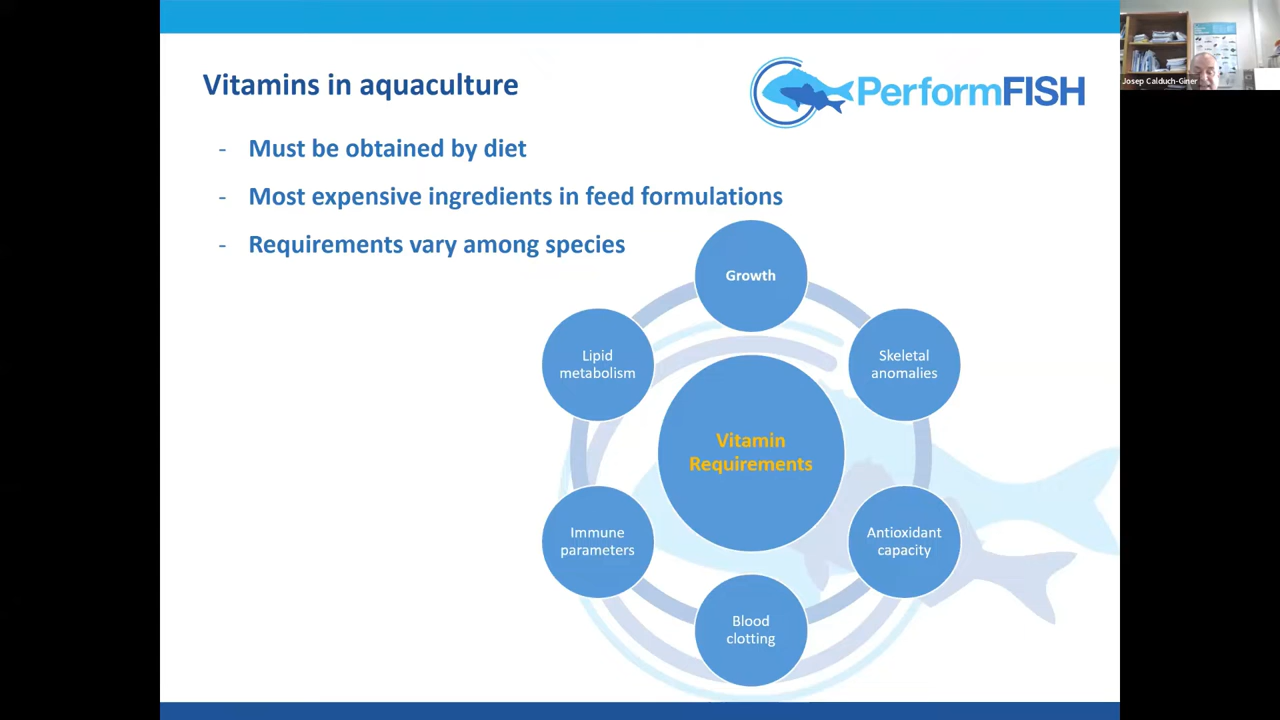 Vitamins in aquaculture
PerformFISH
Josep Calduch-Giner
- Must be obtained by diet
- Most expensive ingredients in feed formulations
- Requirements vary among species
Growth
Lipid
metabolism
Skeletal
anomalies
Vitamin
Requirements
Immune
parameters
Antioxidant
capacity
Blood
clotting